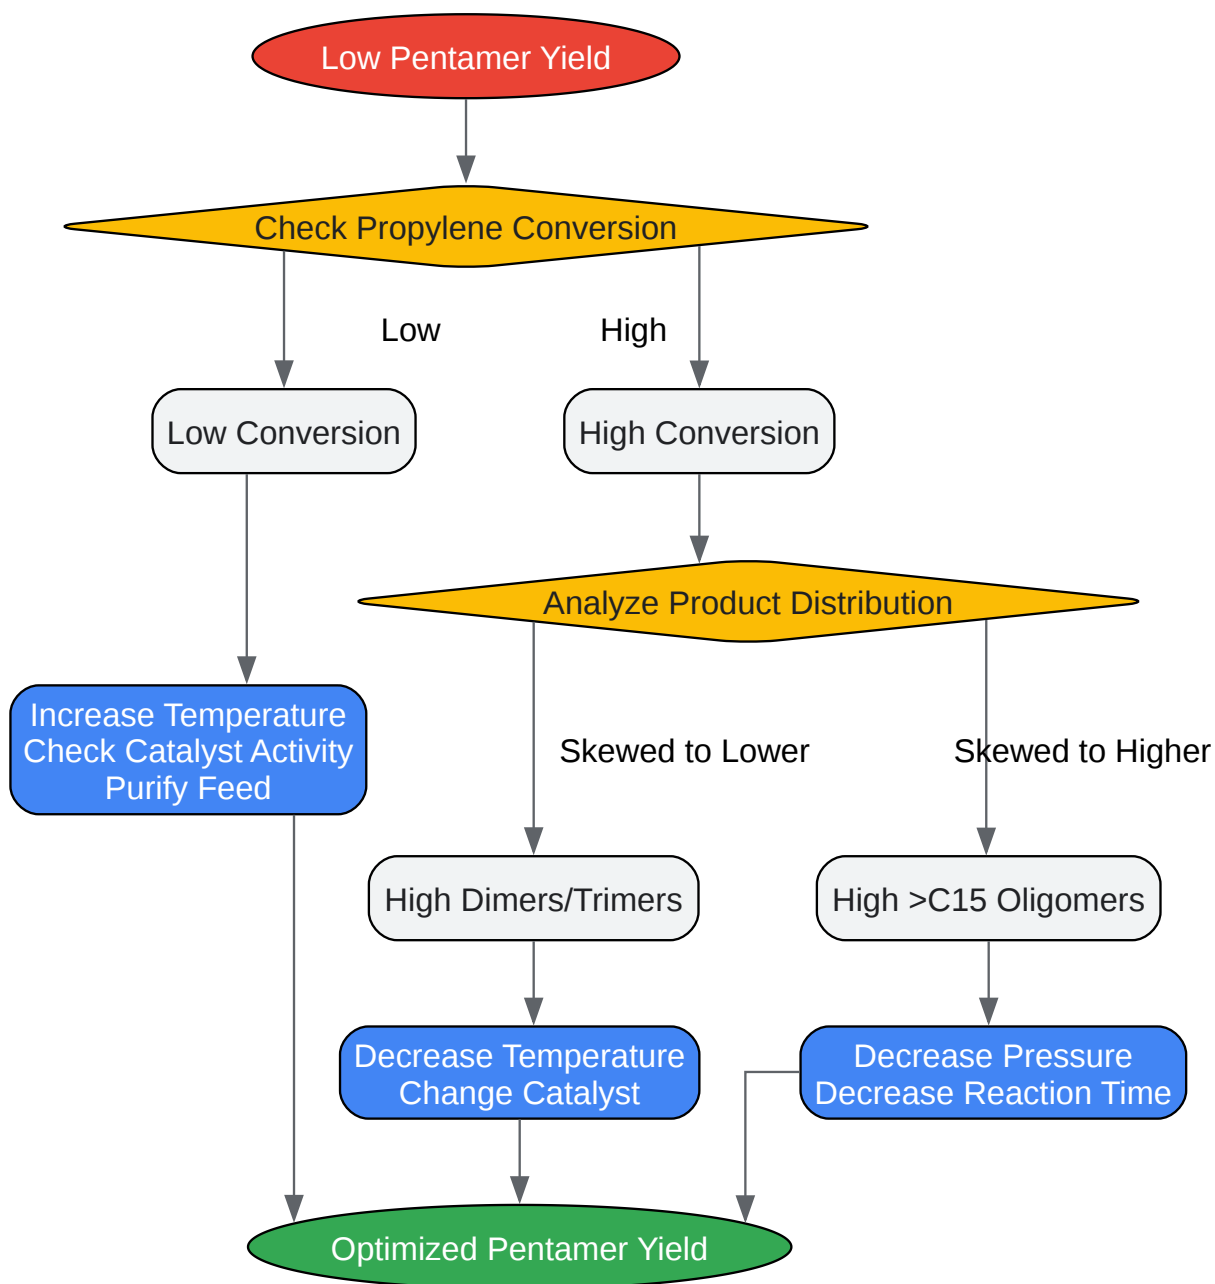 Low Pentamer Yield
Check Propylene Conversion
Low
High
Low Conversion
High Conversion
Analyze Product Distribution
Increase Temperature
Check Catalyst Activity
Purify Feed
Skewed to Lower
Skewed to Higher
High Dimers/Trimers
High >C15 Oligomers
Decrease Temperature
Change Catalyst
Decrease Pressure
Decrease Reaction Time
Optimized Pentamer Yield